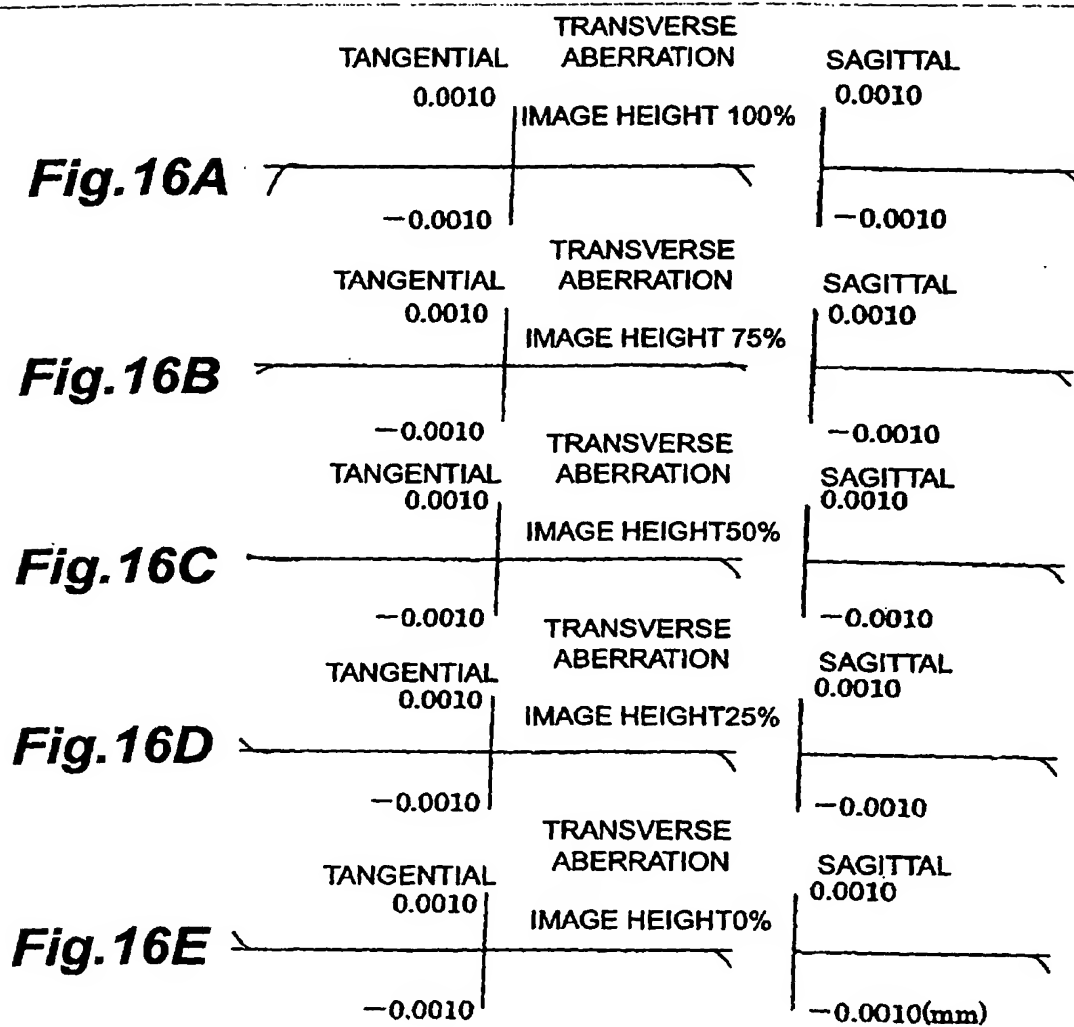 TRANSVERSE
TANGENTIAL ABERRATION SAGITTAL
0.0010 0.0010
IMAGE HEIGHT 100%
Fig.16A
−0.0010 −0.0010
TRANSVERSE
TANGENTIAL ABERRATION SAGITTAL
0.0010 0.0010
IMAGE HEIGHT 75%
Fig.16B
−0.0010 −0.0010
TRANSVERSE
TANGENTIAL ABERRATION SAGITTAL
0.0010 0.0010
IMAGE HEIGHT50%
Fig.16C
−0.0010 −0.0010
TRANSVERSE
TANGENTIAL ABERRATION SAGITTAL
0.0010 0.0010
IMAGE HEIGHT25%
Fig.16D
−0.0010 −0.0010
TRANSVERSE
TANGENTIAL ABERRATION SAGITTAL
0.0010 0.0010
IMAGE HEIGHT0%
Fig.16E
−0.0010 −0.0010(mm)